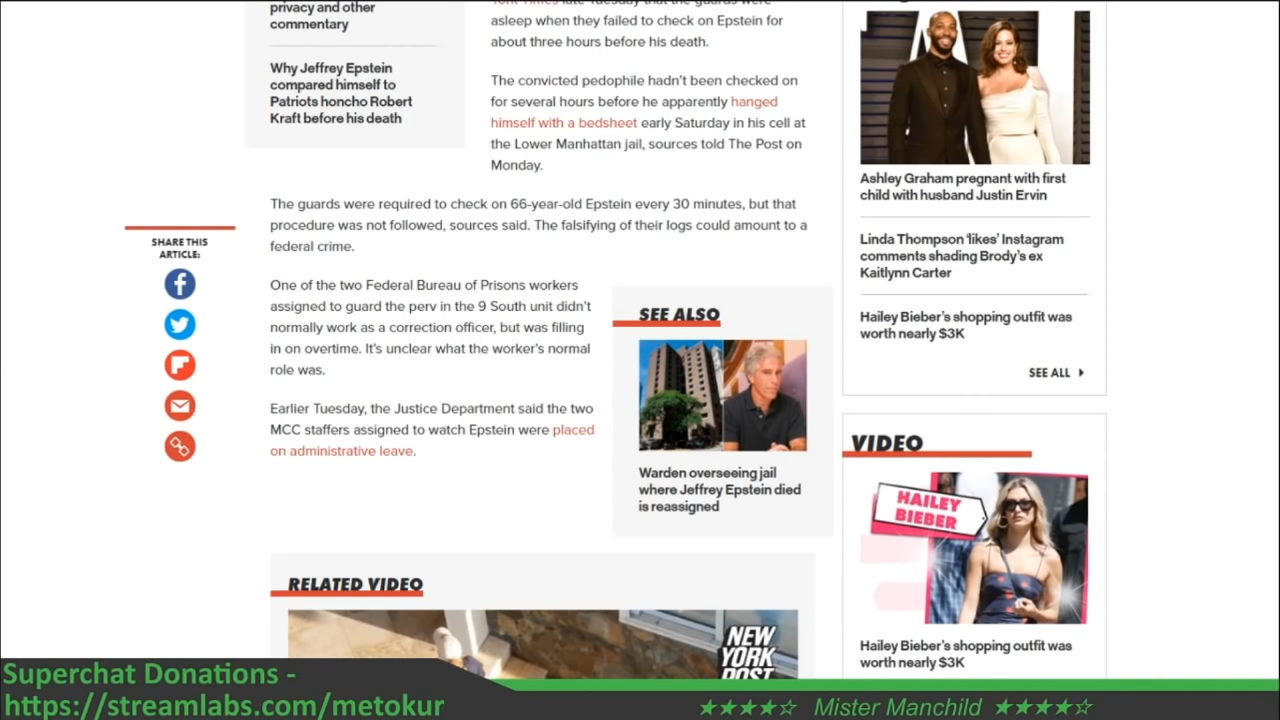 privacy and other
commentary
Why Jeffrey Epstein
compared himself to
Patriots honcho Robert
Kraft before his death
York Times late Tuesday that the guards were
asleep when they failed to check on Epstein for
about three hours before his death.
The convicted pedophile hadn't been checked on
for several hours before he apparently hanged
himself with a bedsheet early Saturday in his cell at
the Lower Manhattan jail, sources told The Post on
Monday.
The guards were required to check on 66-year-old Epstein every 30 minutes, but that
procedure was not followed, sources said. The falsifying of their logs could amount to a
federal crime.
SHARE THIS
ARTICLE:
One of the two Federal Bureau of Prisons workers
assigned to guard the perv in the 9 South unit didn't
normally work as a correction officer, but was filling
in on overtime. It's unclear what the worker's normal
role was.
Earlier Tuesday, the Justice Department said the two
MCC staffers assigned to watch Epstein were placed
on administrative leave.
SEE ALSO
Warden overseeing jail
where Jeffrey Epstein died
is reassigned
RELATED VIDEO
NEW
YORK
POST
Ashley Graham pregnant with first
child with husband Justin Ervin
Linda Thompson 'likes' Instagram
comments shading Brody's ex
Kaitlynn Carter
Hailey Bieber's shopping outfit was
worth nearly $3K
SEE ALL
VIDEO
HAILEY
BIEBER
Hailey Bieber's shopping outfit was
worth nearly $3K
Superchat Donations -
https://streamlabs.com/metokur
★★★★☆ Mister Manchild ★★★★☆